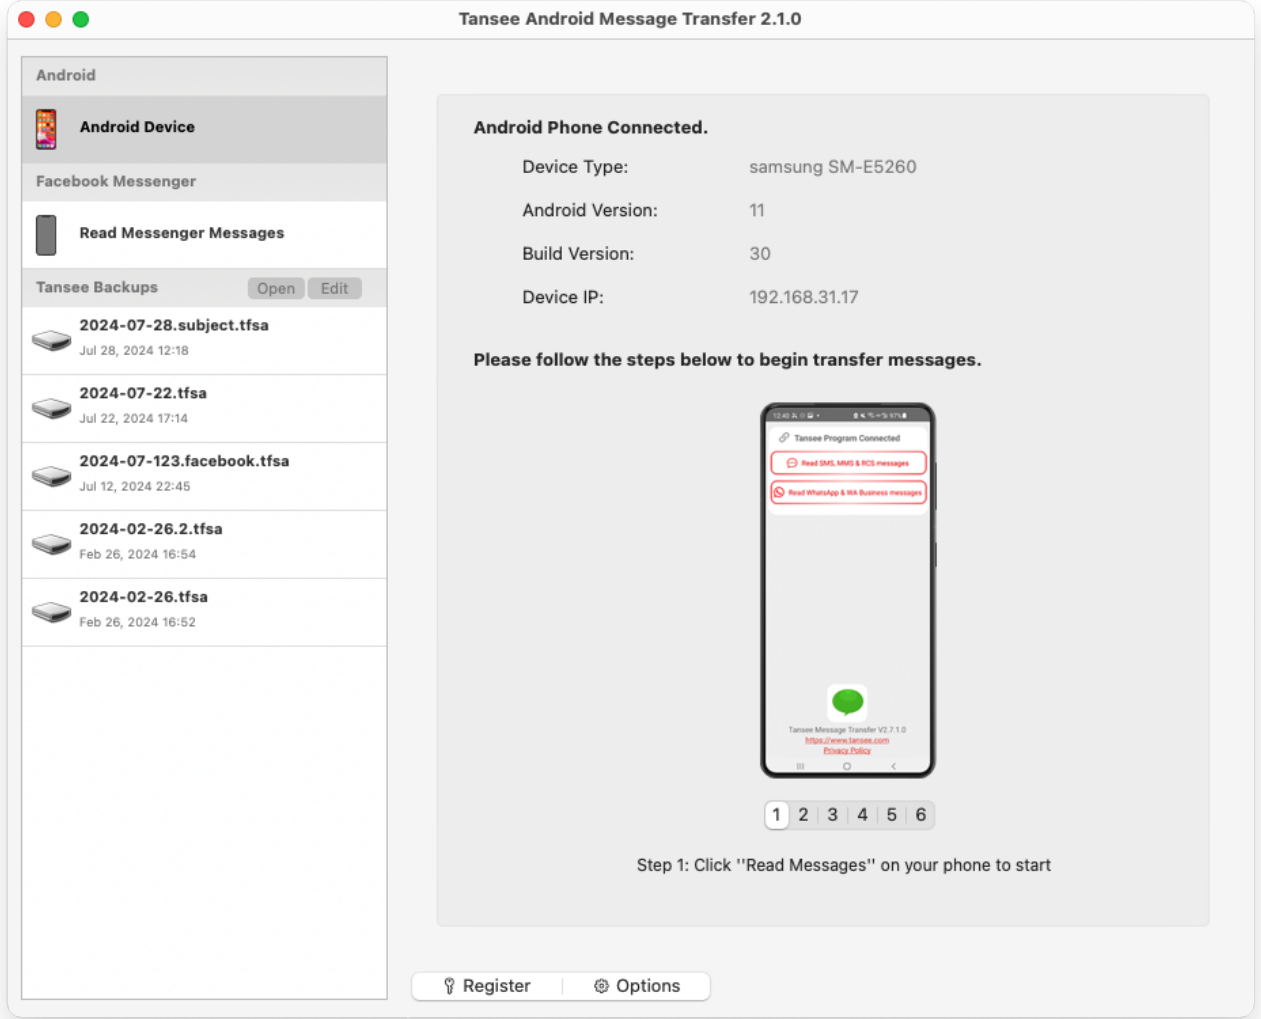 Tansee Android Message Transfer 2.1.0
Android
Android Device
Facebook Messenger
Read Messenger Messages
Tansee Backups Open Edit
2024-07-28.subject.tfsa
Jul 28, 2024 12:18
2024-07-22.tfsa
Jul 22, 2024 17:14
2024-07-123.facebook.tfsa
Jul 12, 2024 22:45
2024-02-26.2.tfsa
Feb 26, 2024 16:54
2024-02-26.tfsa
Feb 26, 2024 16:52
Android Phone Connected.
Device Type: samsung SM-E5260
Android Version: 11
Build Version: 30
Device IP: 192.168.31.17
Please follow the steps below to begin transfer messages.
12:40 97%
Tansee Program Connected
Read SMS, MMS & RCS messages
Read WhatsApp & WA Business messages
Tansee Message Transfer V2.7.1.0
https://www.tansee.com
Privacy Policy
1 2 3 4 5 6
Step 1: Click ''Read Messages'' on your phone to start
Register Options